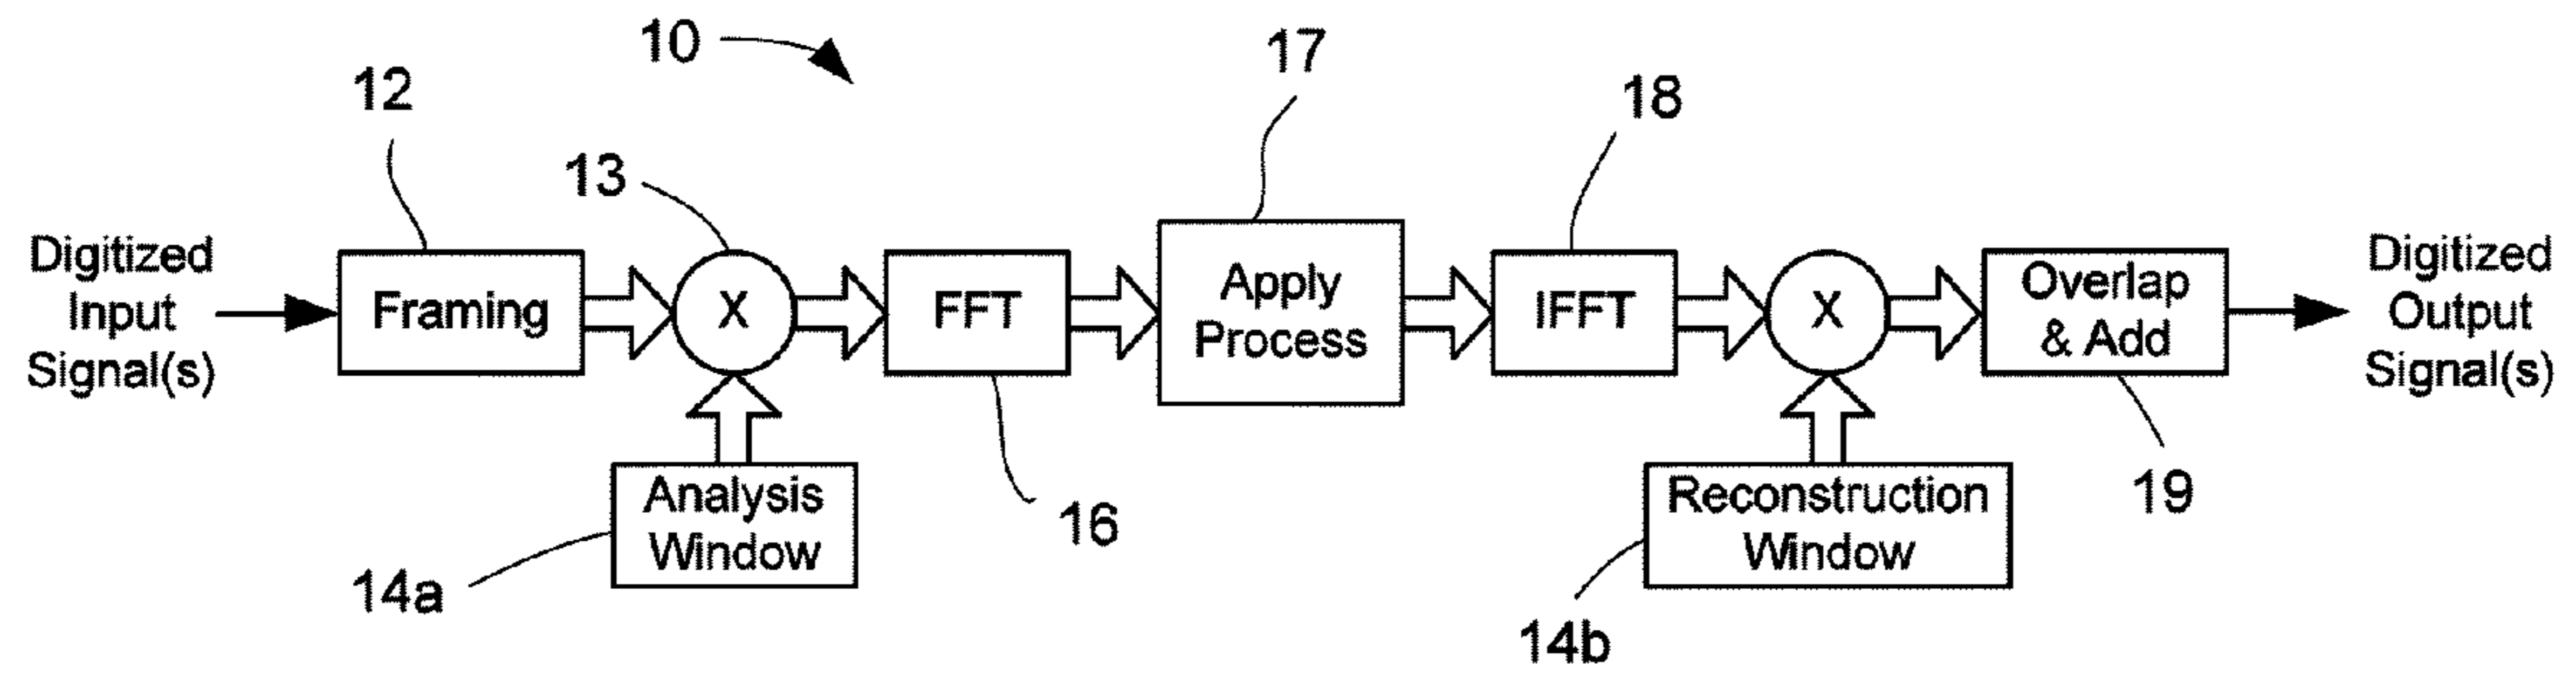 10
17
12
18
13
Digitized
Input
Signal(s)
Framing
X
FFT
Apply
Process
IFFT
X
Overlap
& Add
Digitized
Output
Signal(s)
Analysis
Window
14a
16
Reconstruction
Window
14b
19